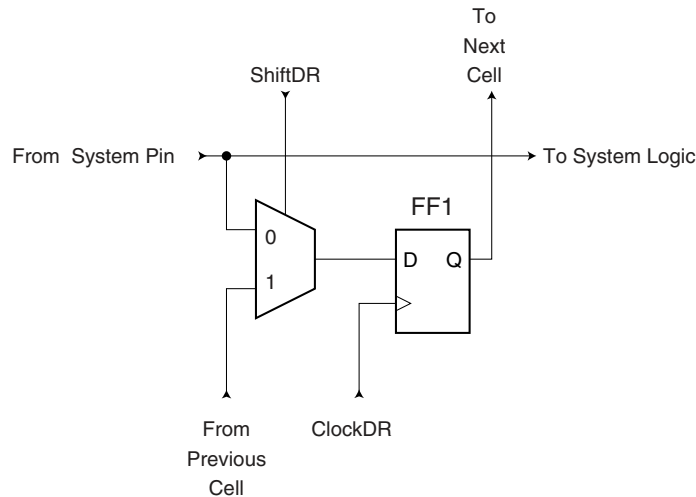 To
Next
Cell
ShiftDR
From System Pin
To System Logic
FF1
0
D Q
1
From
Previous
Cell
ClockDR